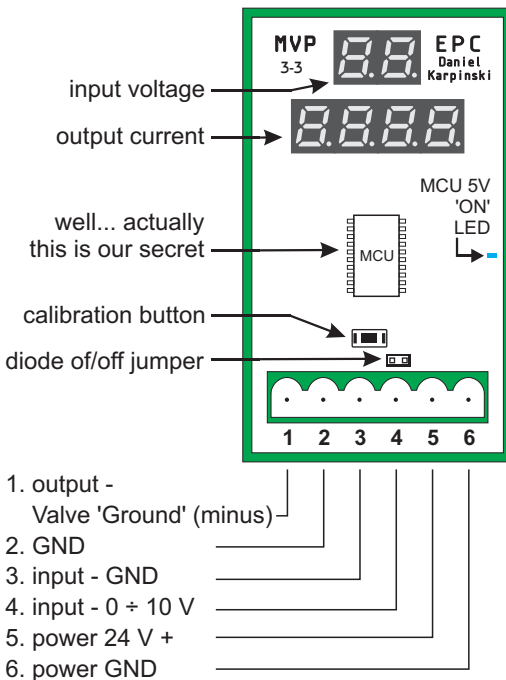 MVP
3-3
EPC
Daniel
Karpinski
input voltage
output current
MCU 5V
'ON'
LED
well... actually
this is our secret
MCU
calibration button
diode of/off jumper
1 2 3 4 5 6
1. output -
Valve 'Ground' (minus)
2. GND
3. input - GND
4. input - 0 ÷ 10 V
5. power 24 V +
6. power GND